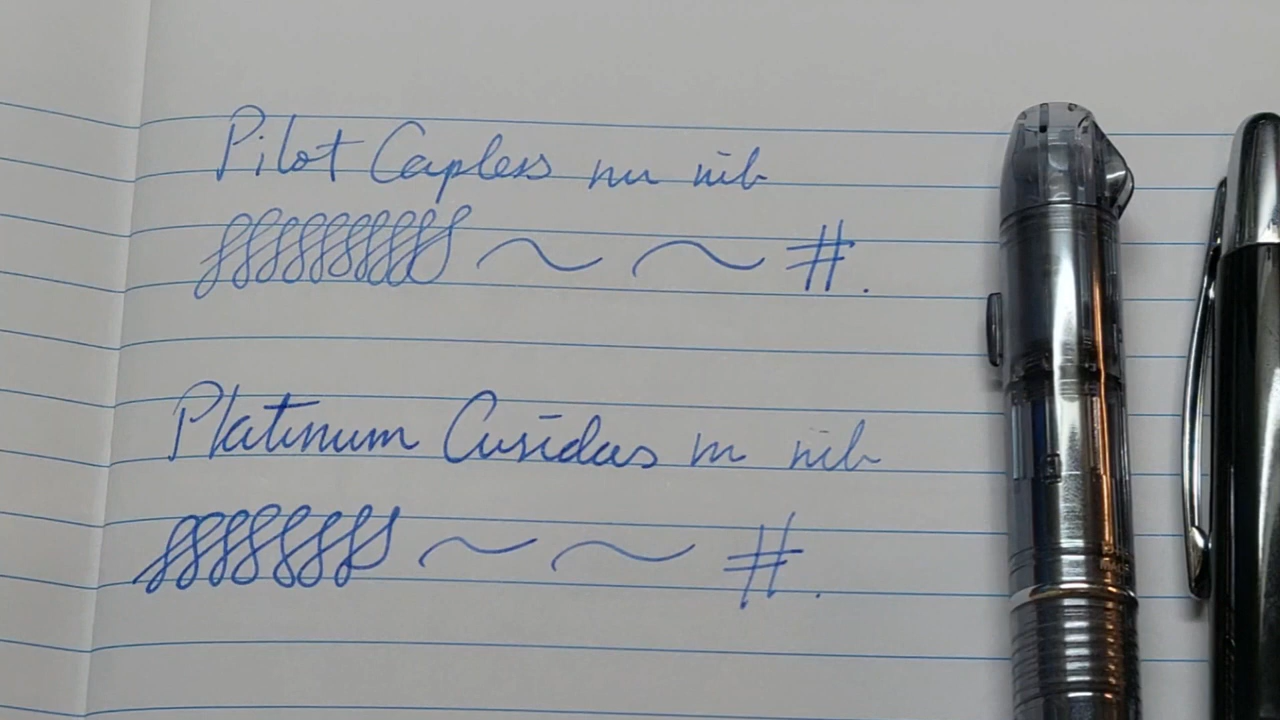 Pilot Capless m nib
~ ~ #.
Platinum Curidas m nib
~ ~ #.